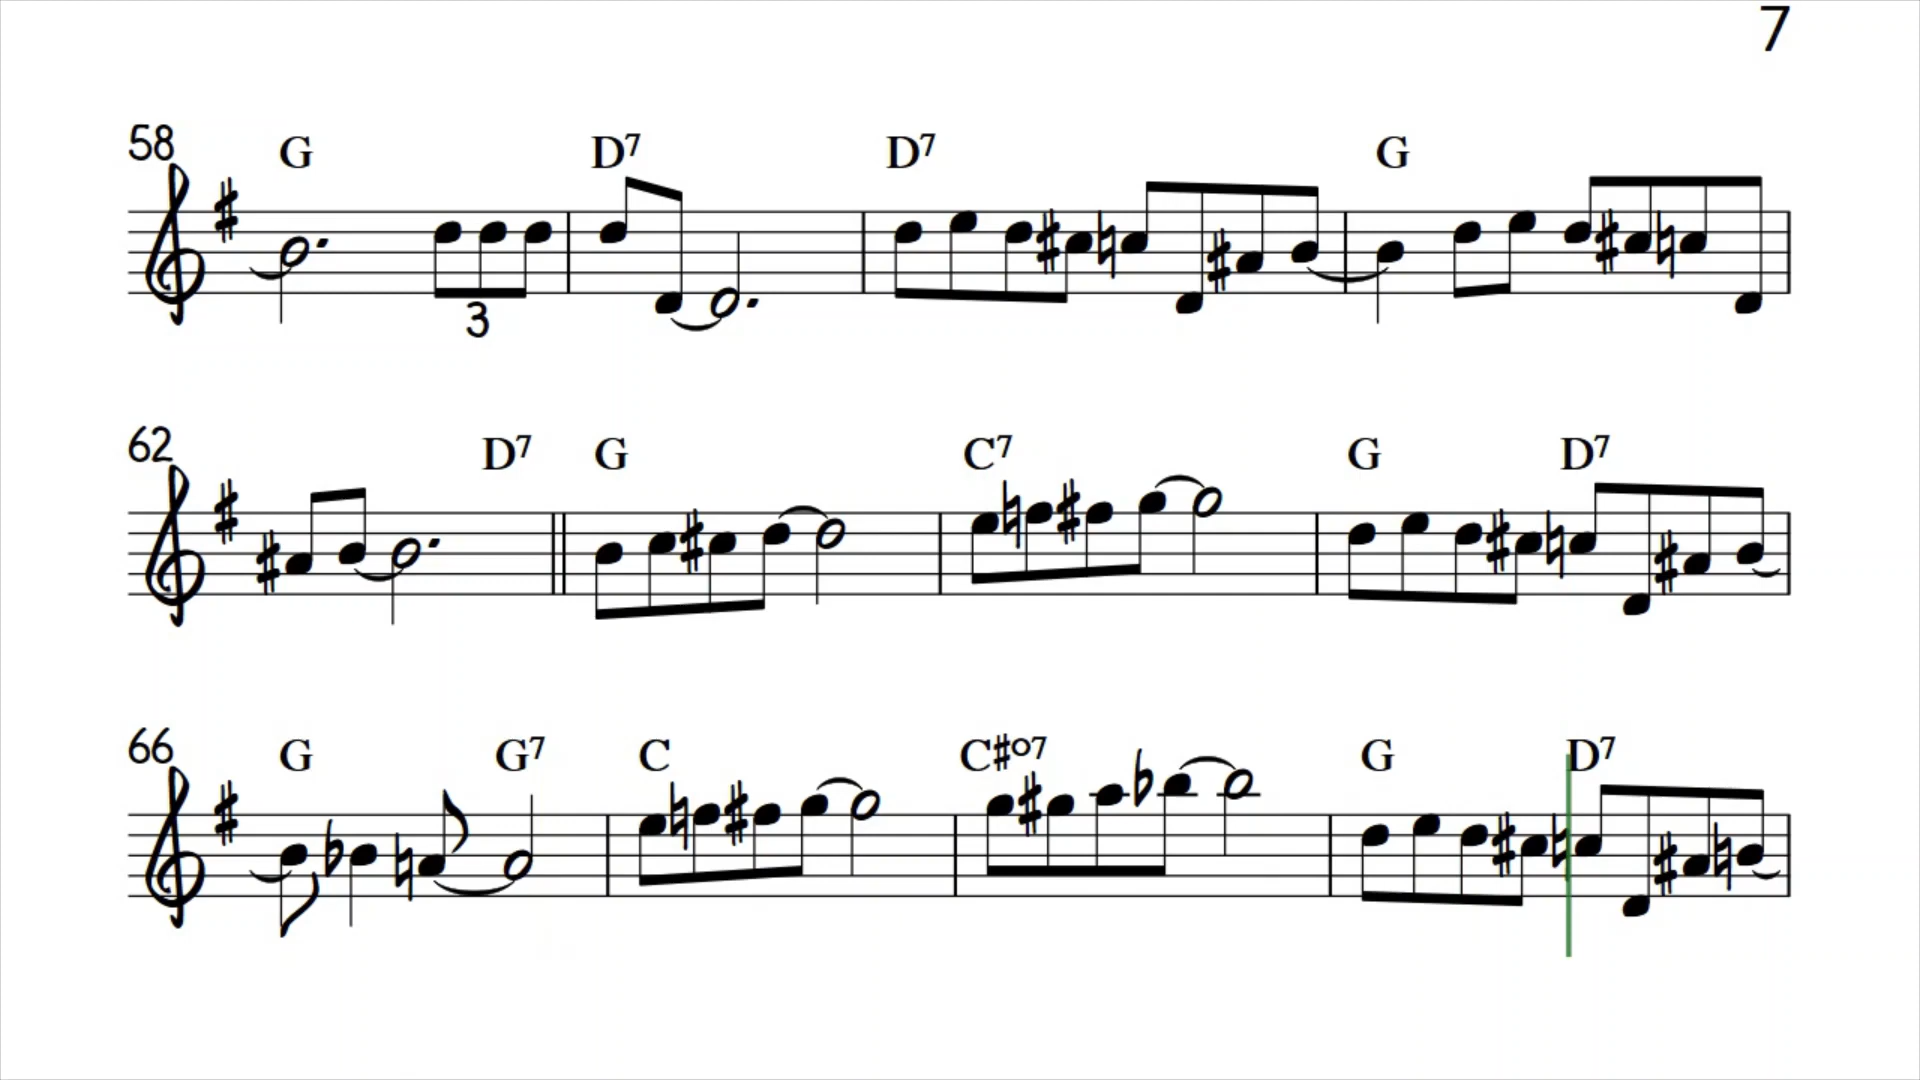 7
58 G D7 D7 G
3
62 D7 G C7 G D7
66 G G7 C C♯o7 G D7